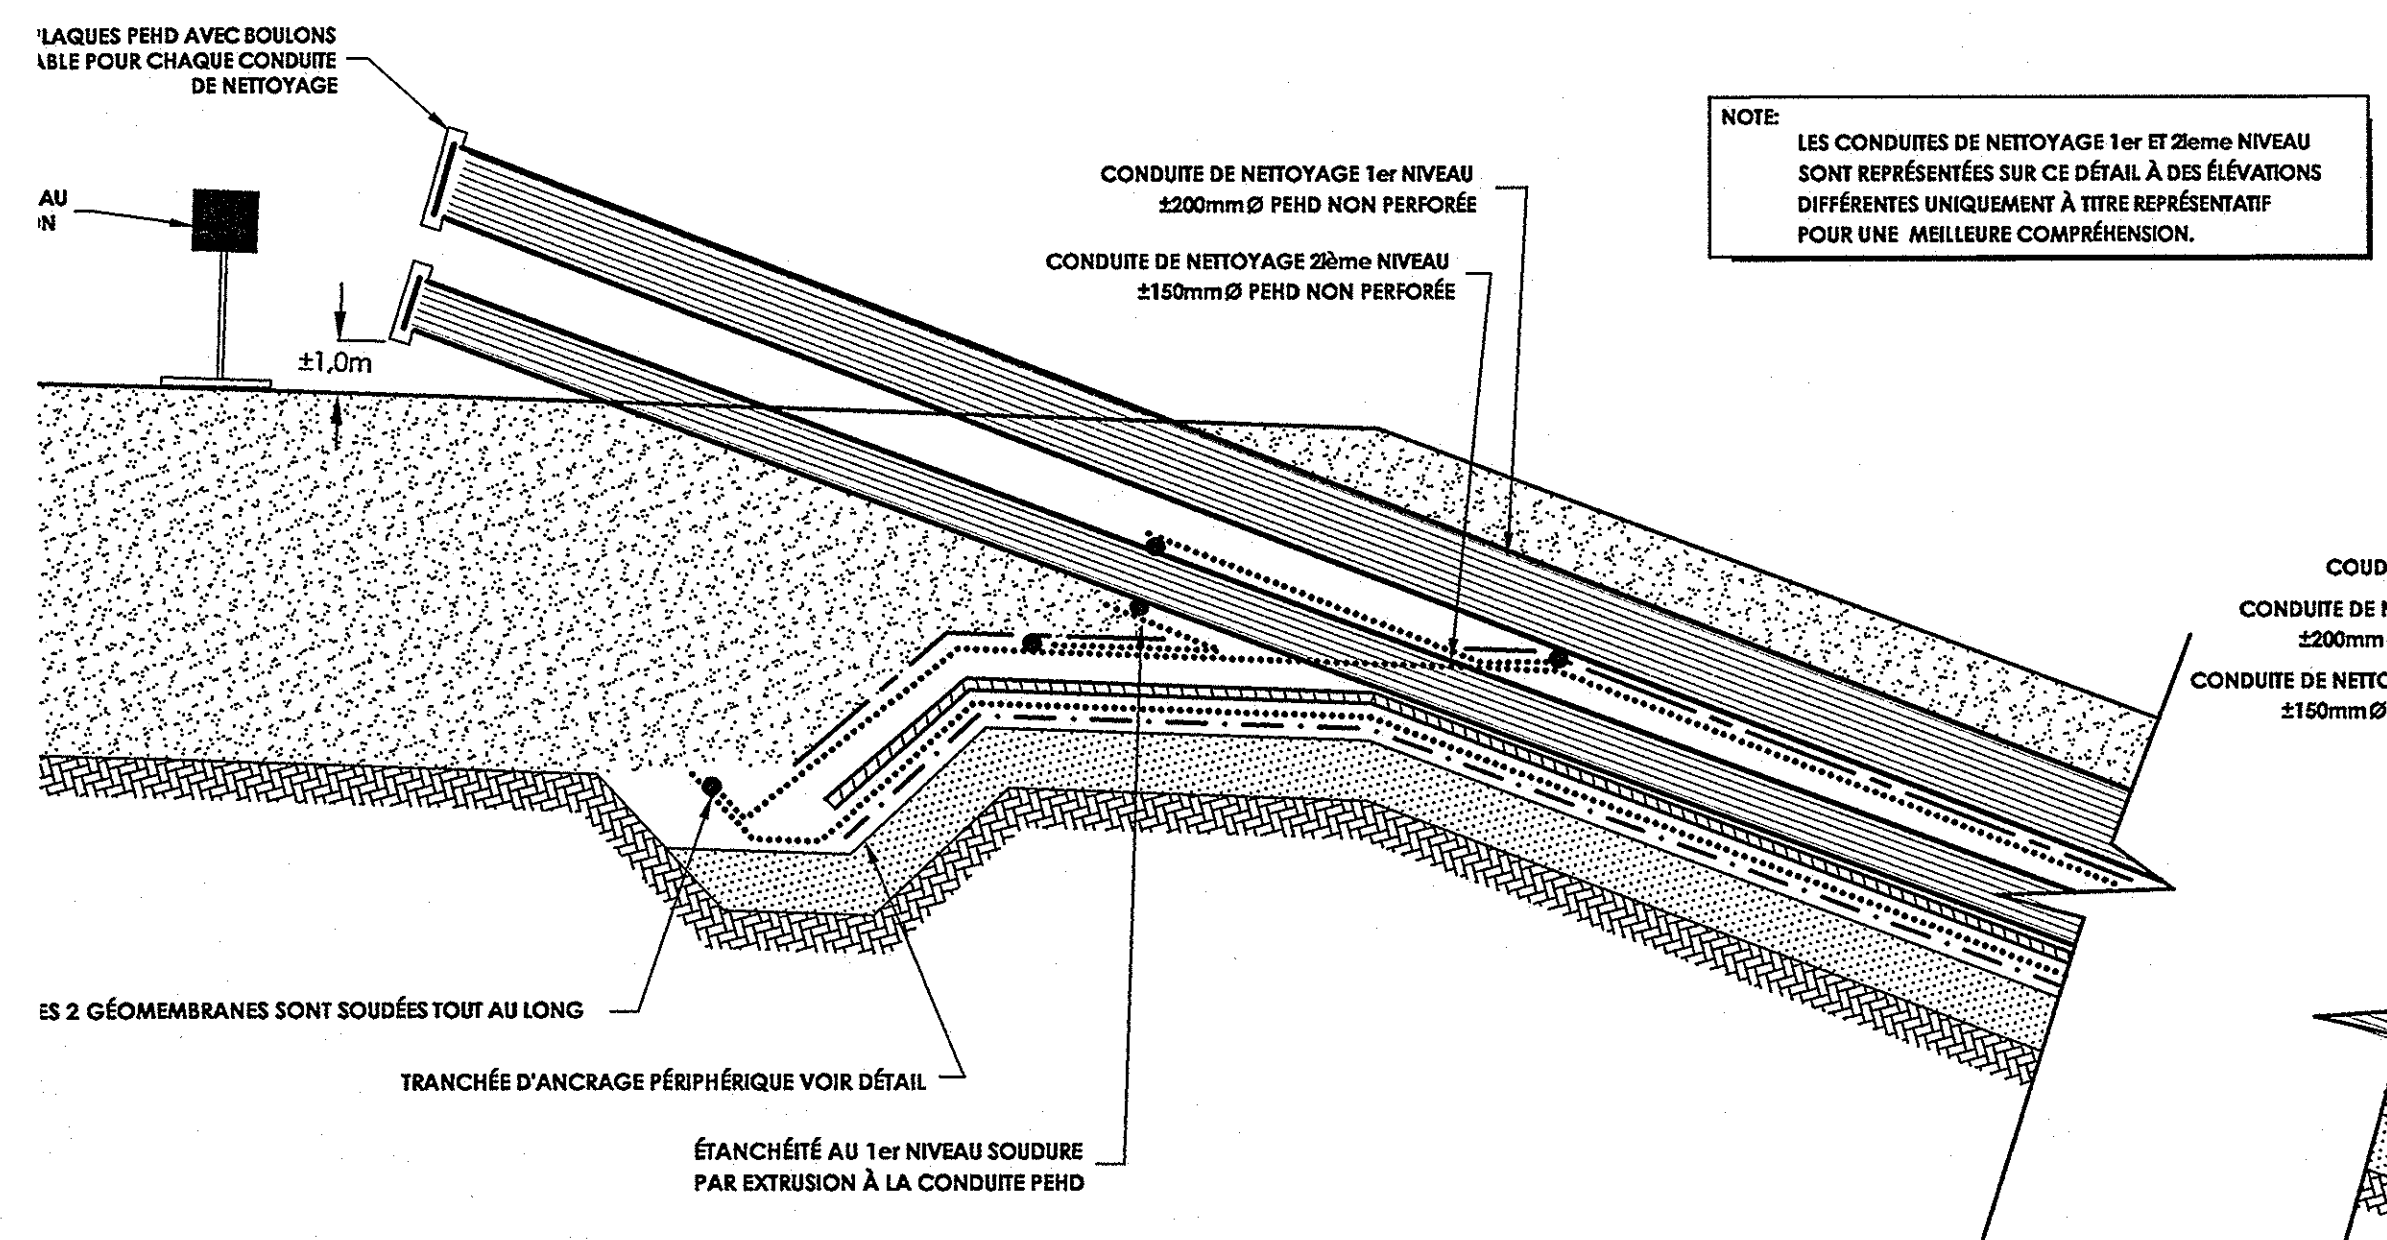 'LAQUES PEHD AVEC BOULONS
ABLE POUR CHAQUE CONDUITE
DE NETTOYAGE
AU
N
±1,0m
CONDUITE DE NETTOYAGE 1er NIVEAU
±200mmØ PEHD NON PERFORÉE
CONDUITE DE NETTOYAGE 2ième NIVEAU
±150mmØ PEHD NON PERFORÉE
NOTE:
LES CONDUITES DE NETTOYAGE 1er ET 2ieme NIVEAU
SONT REPRÉSENTÉES SUR CE DÉTAIL À DES ÉLÉVATIONS
DIFFÉRENTES UNIQUEMENT À TITRE REPRÉSENTATIF
POUR UNE MEILLEURE COMPRÉHENSION.
COUD
CONDUITE DE N
±200mm
CONDUITE DE NETTO
±150mmØ
ES 2 GÉOMEMBRANES SONT SOUDÉES TOUT AU LONG
TRANCHÉE D'ANCRAGE PÉRIPHÉRIQUE VOIR DÉTAIL
ÉTANCHÉITÉ AU 1er NIVEAU SOUDURE
PAR EXTRUSION À LA CONDUITE PEHD